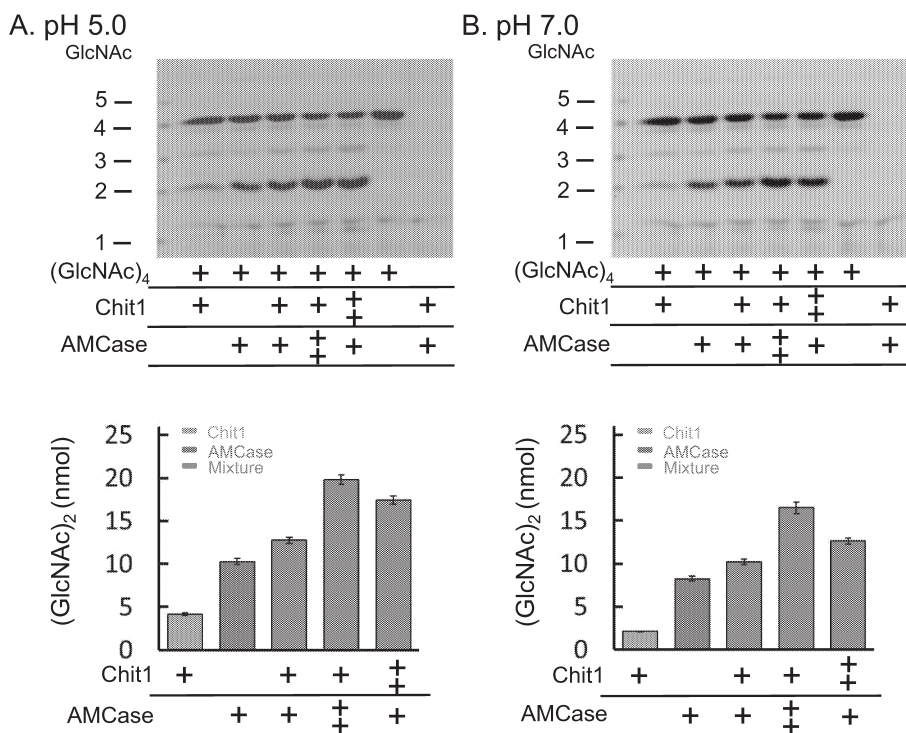 A. pH 5.0
GlcNAc
5
4
3
2
1
(GlcNAc)4 + + + + + +
Chit1 + + + + + +
AMCase + + + + + +
B. pH 7.0
GlcNAc
5
4
3
2
1
(GlcNAc)4 + + + + + +
Chit1 + + + + + +
AMCase + + + + + +
(GlcNAc)2 (nmol)
25
20
15
10
5
0
Chit1
AMCase
Mixture
Chit1 + + + + +
AMCase + + + + +
(GlcNAc)2 (nmol)
25
20
15
10
5
0
Chit1
AMCase
Mixture
Chit1 + + + + +
AMCase + + + + +